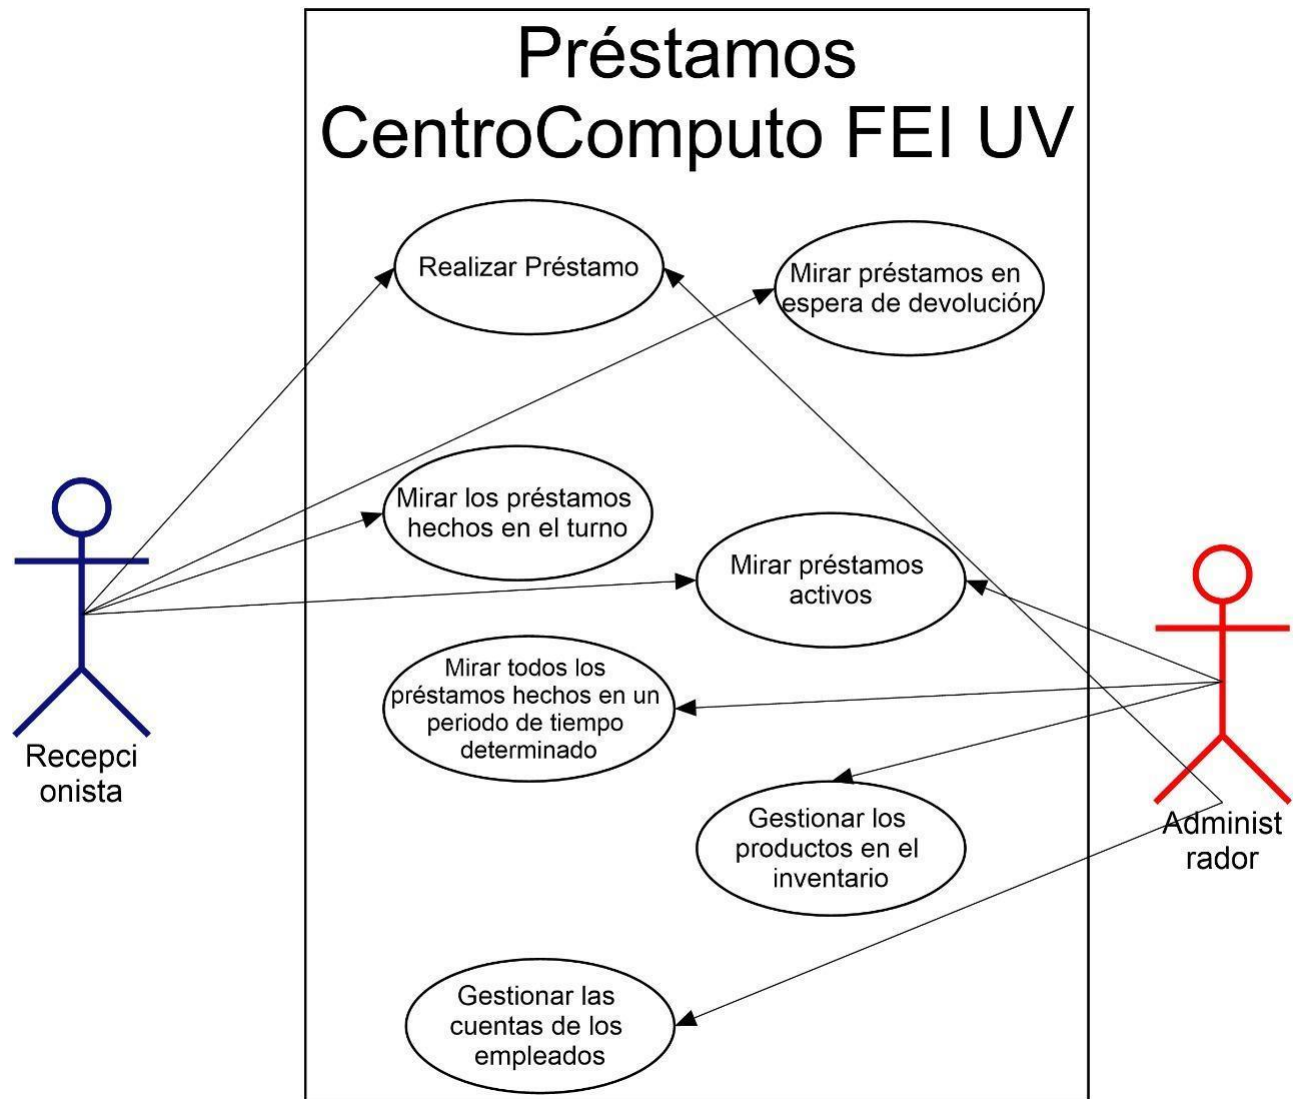 Préstamos
CentroComputo FEI UV
Realizar Préstamo
Mirar préstamos en
espera de devolución
Mirar los préstamos
hechos en el turno
Mirar préstamos
activos
Mirar todos los
préstamos hechos en un
periodo de tiempo
determinado
Recepci
onista
Gestionar los
productos en el
inventario
Administ
rador
Gestionar las
cuentas de los
empleados